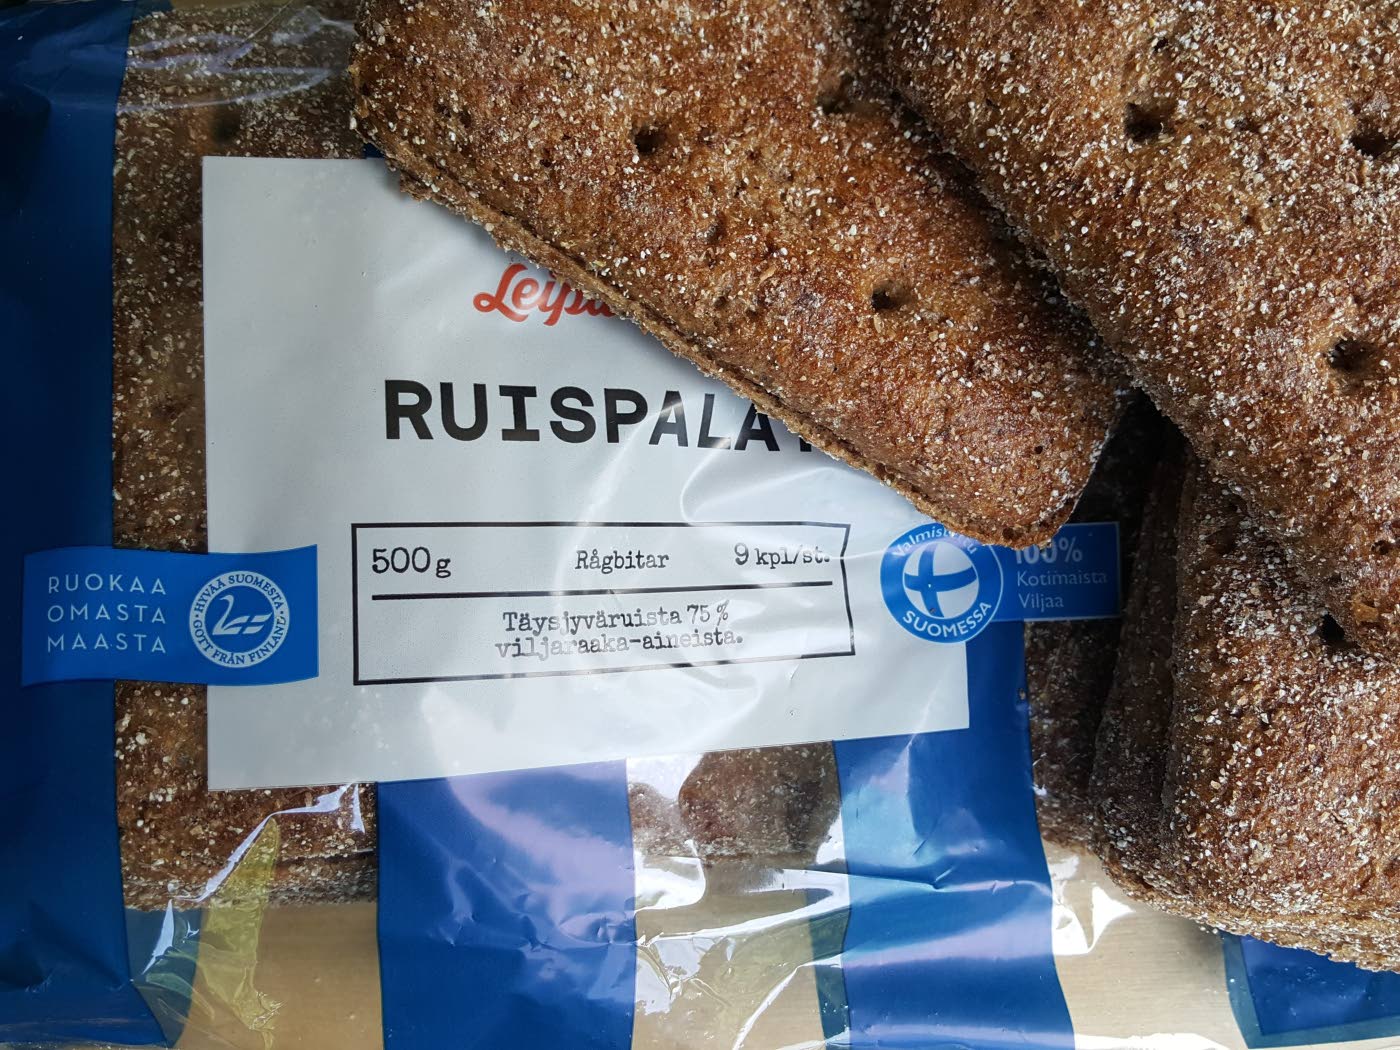 RUISPALA
500g Rågbitar 9 kpl/st.
Täysjyväruista 75 %
viljaraaka-aineista.
RUOKAA
OMASTA
MAASTA
HYVÄÄ SUOMESTA
GOTT FRÅN FINLAND
SUOMESSA
100%
Kotimaista
Viljaa